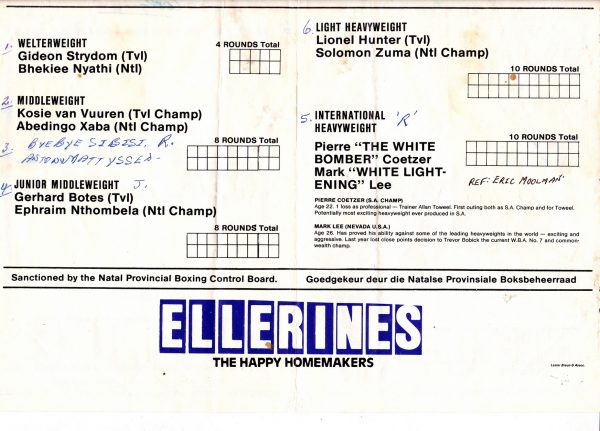 1. WELTERWEIGHT
4 ROUNDS Total
Gideon Strydom (Tvl)
Bhekiee Nyathi (Ntl)
2. MIDDLEWEIGHT
Kosie van Vuuren (Tvl Champ)
Abedingo Xaba (Ntl Champ)
8 ROUNDS Total
3. BYEBYE SIBISI, R.
ANTON MATTYSSEN
4. JUNIOR MIDDLEWEIGHT J.
Gerhard Botes (Tvl)
Ephraim Nthombela (Ntl Champ)
8 ROUNDS Total
6. LIGHT HEAVYWEIGHT
Lionel Hunter (Tvl)
Solomon Zuma (Ntl Champ)
10 ROUNDS Total
5. INTERNATIONAL 'R'
HEAVYWEIGHT
10 ROUNDS Total
Pierre "THE WHITE
BOMBER" Coetzer
Mark "WHITE LIGHT-
ENING" Lee
REF: ERIC MOOLMAN.
PIERRE COETZER (S.A. CHAMP)
Age 22. 1 loss as professional — Trainer Allan Toweel. First outing both as S.A. Champ and for Toweel.
Potentially most exciting heavyweight ever produced in S.A.
MARK LEE (NEVADA U.S.A.)
Age 26. Has proved his ability against some of the leading heavyweights in the world — exciting and
aggressive. Last year lost close points decision to Trevor Bobick the current W.B.A. No. 7 and common-
wealth champ.
Sanctioned by the Natal Provincial Boxing Control Board.
Goedgekeur deur die Natalse Provinsiale Boksbeheerraad
ELLERINES
THE HAPPY HOMEMAKERS